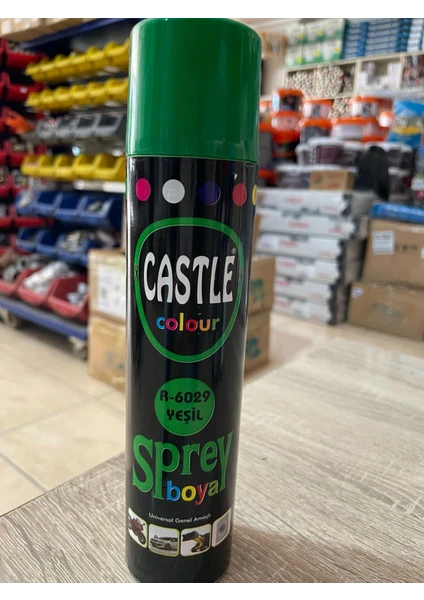 CASTLE®
colour
R-6029
YEŞİL
Sprey
boya
Universal Genel Amaçlı